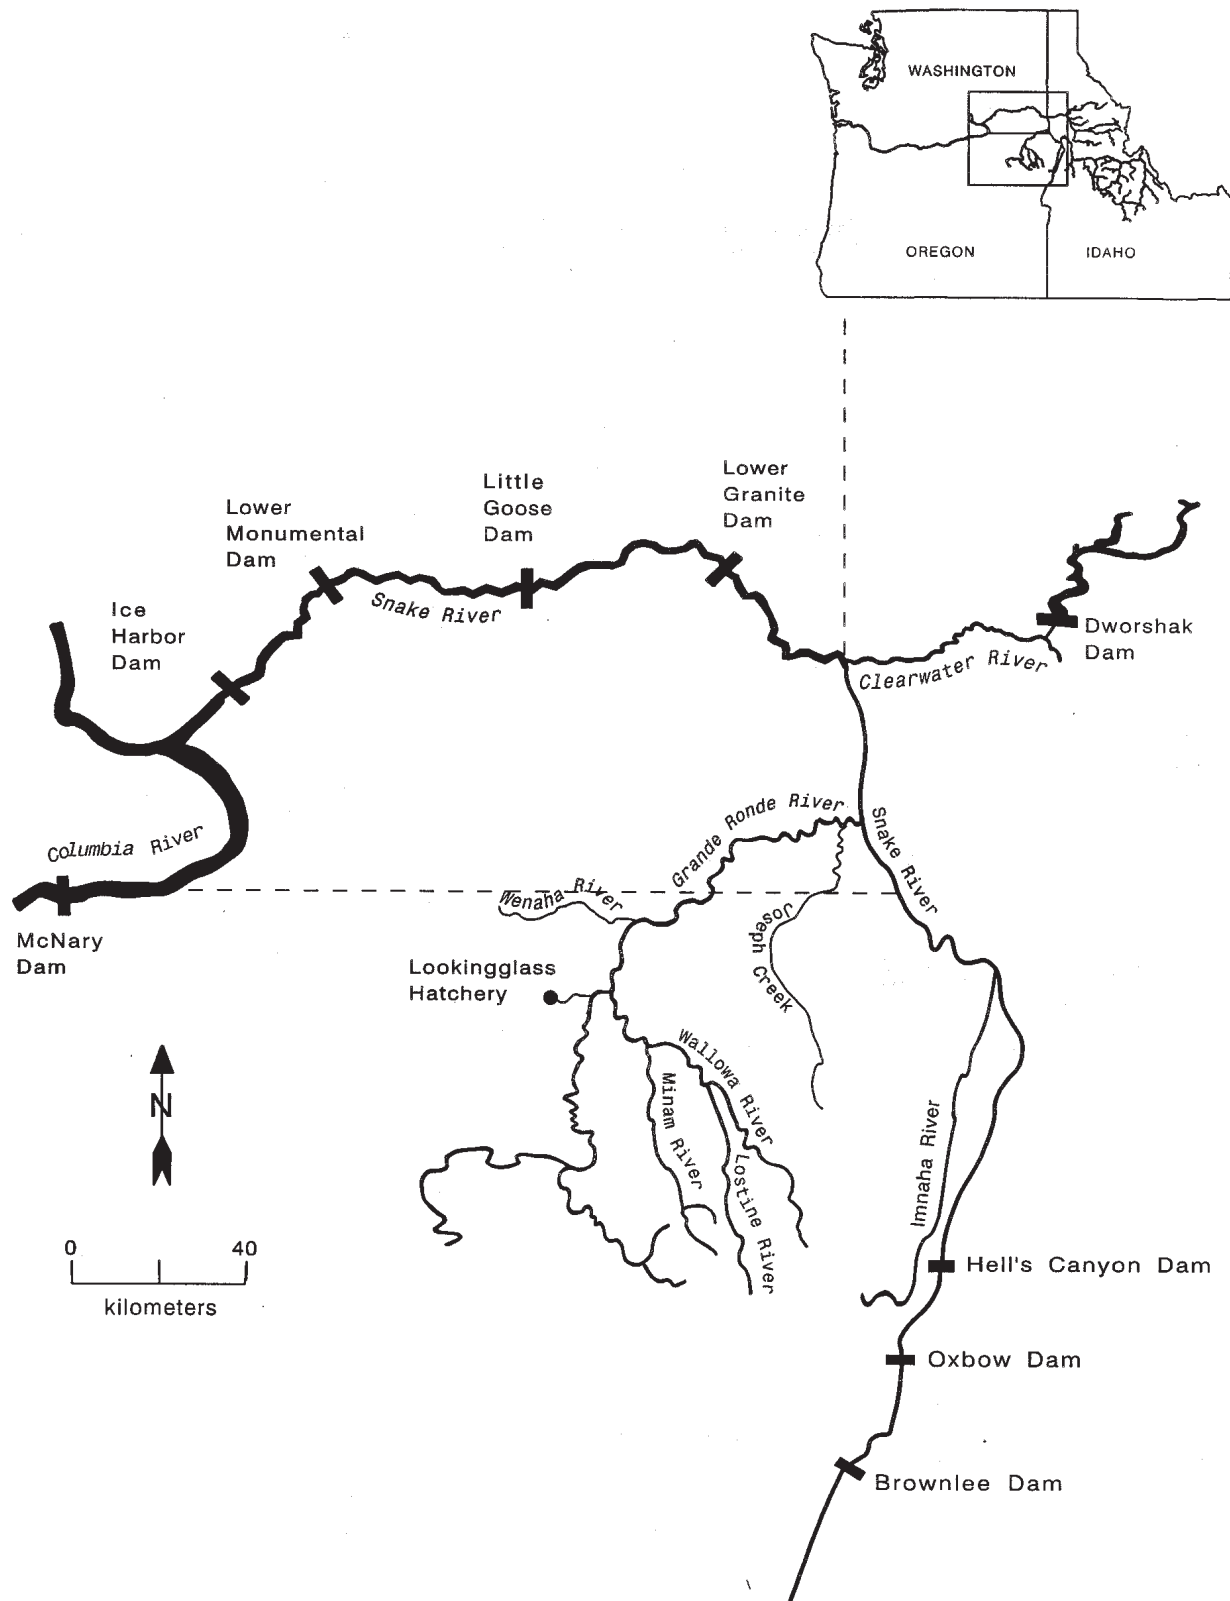 WASHINGTON
OREGON
IDAHO
Lower
Granite
Dam
Little
Goose
Dam
Lower
Monumental
Dam
Ice
Harbor
Dam
Snake River
Dworshak
Dam
Clearwater River
Columbia River
McNary
Dam
Grande Ronde River
Snake River
Wenaha River
Joseph Creek
Lookingglass
Hatchery
Wallowa River
Minam River
Lostine River
Imnaha River
N
0 40
kilometers
Hell's Canyon Dam
Oxbow Dam
Brownlee Dam